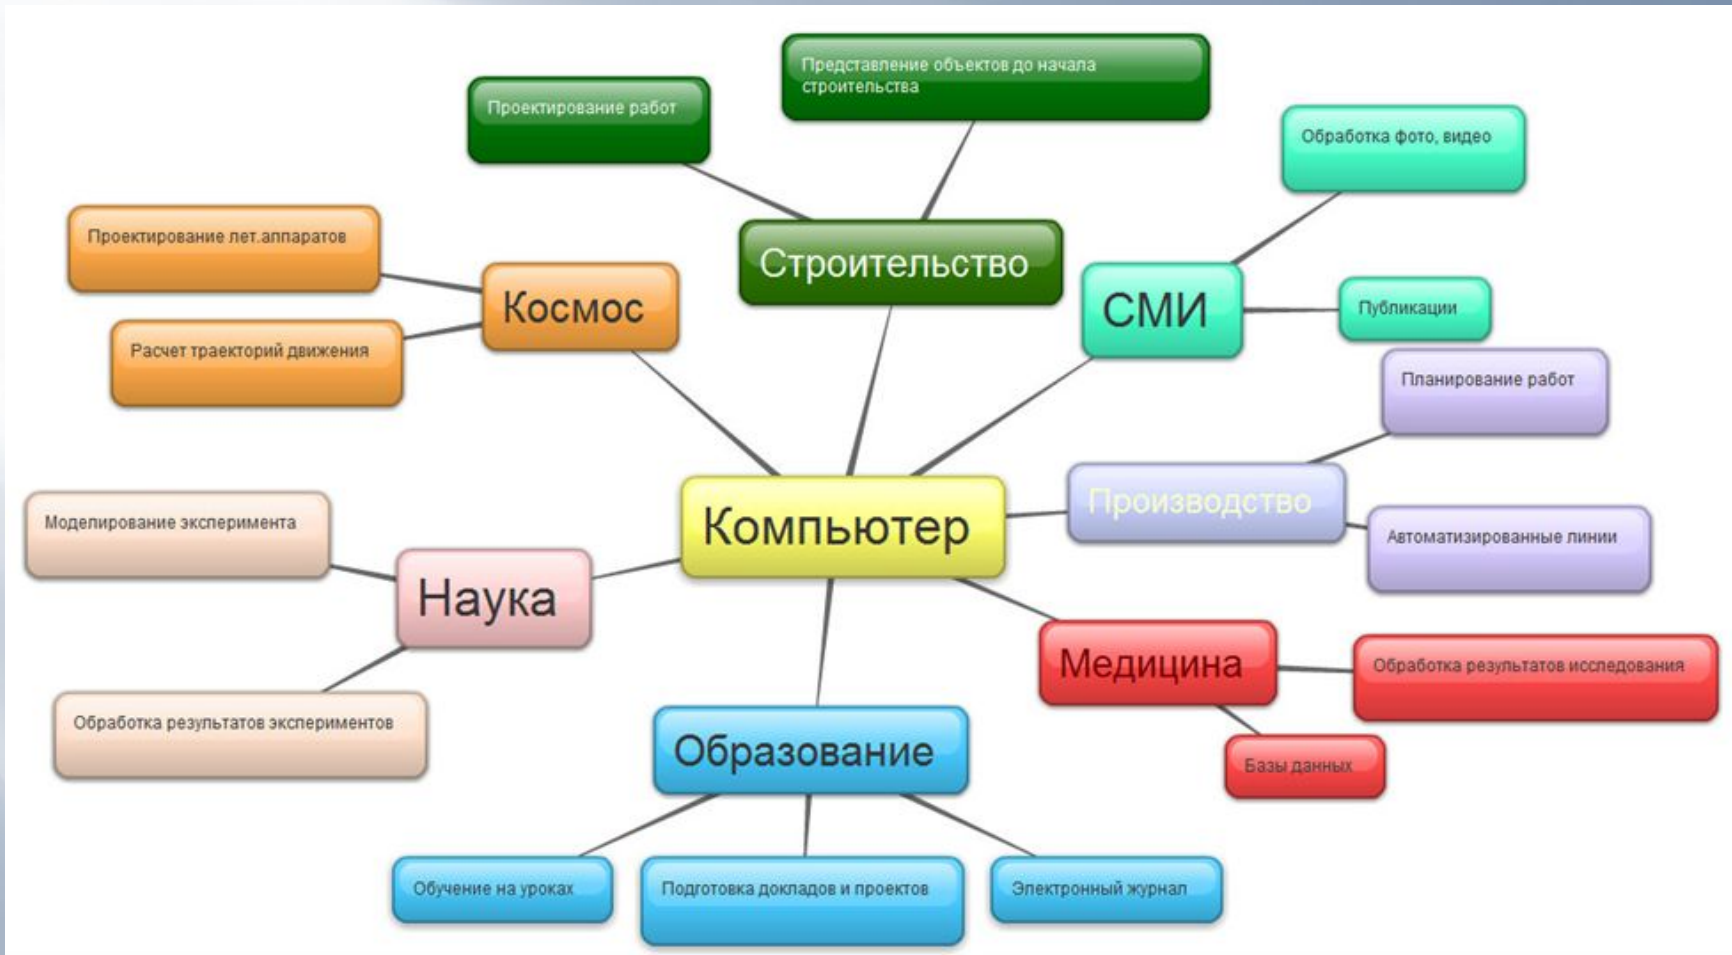 Представление объектов до начала
строительства
Проектирование работ
Обработка фото, видео
Проектирование лет.аппаратов
Строительство
Космос
СМИ
Публикации
Расчет траекторий движения
Планирование работ
Производство
Моделирование эксперимента
Компьютер
Автоматизированные линии
Наука
Медицина
Обработка результатов исследования
Обработка результатов экспериментов
Образование
Базы данных
Обучение на уроках
Подготовка докладов и проектов
Электронный журнал